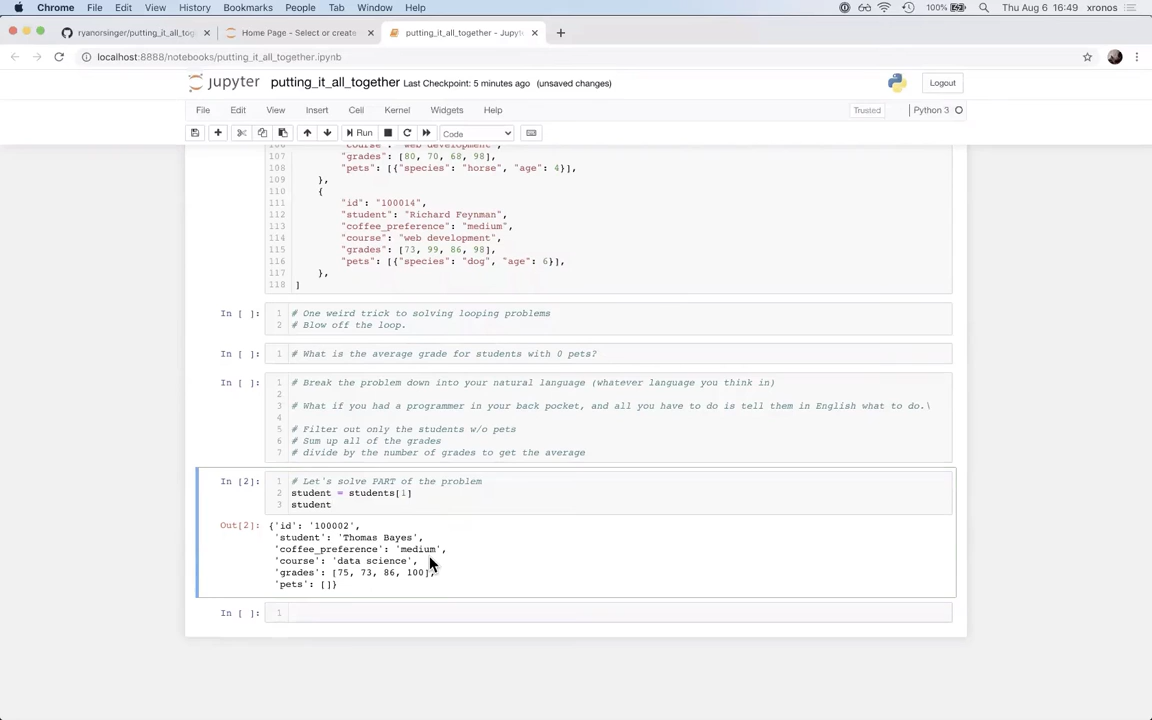 Chrome File Edit View History Bookmarks People Tab Window Help 100% Thu Aug 6 16:49 xronos
ryanorsinger/putting_it_all_tog
Home Page - Select or create
putting_it_all_together - Jupyt
localhost:8888/notebooks/putting_it_all_together.ipynb
jupyter putting_it_all_together Last Checkpoint: 5 minutes ago (unsaved changes) Logout
File Edit View Insert Cell Kernel Widgets Help Trusted Python 3
Run Code
106 "course": "web development",
107 "grades": [80, 70, 68, 98],
108 "pets": [{"species": "horse", "age": 4}],
109 },
110 {
111 "id": "100014",
112 "student": "Richard Feynman",
113 "coffee_preference": "medium",
114 "course": "web development",
115 "grades": [73, 99, 86, 98],
116 "pets": [{"species": "dog", "age": 6}],
117 },
118 ]
In [ ]: 1 # One weird trick to solving looping problems
2 # Blow off the loop.
In [ ]: 1 # What is the average grade for students with 0 pets?
In [ ]: 1 # Break the problem down into your natural language (whatever language you think in)
2
3 # What if you had a programmer in your back pocket, and all you have to do is tell them in English what to do.\
4
5 # Filter out only the students w/o pets
6 # Sum up all of the grades
7 # divide by the number of grades to get the average
In [2]: 1 # Let's solve PART of the problem
2 student = students[1]
3 student
Out[2]: {'id': '100002',
'student': 'Thomas Bayes',
'coffee_preference': 'medium',
'course': 'data science',
'grades': [75, 73, 86, 100],
'pets': []}
In [ ]: 1